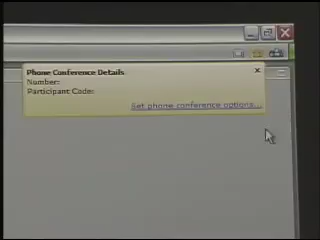 Phone Conference Details
Number:
Participant Code:
Set phone conference options...